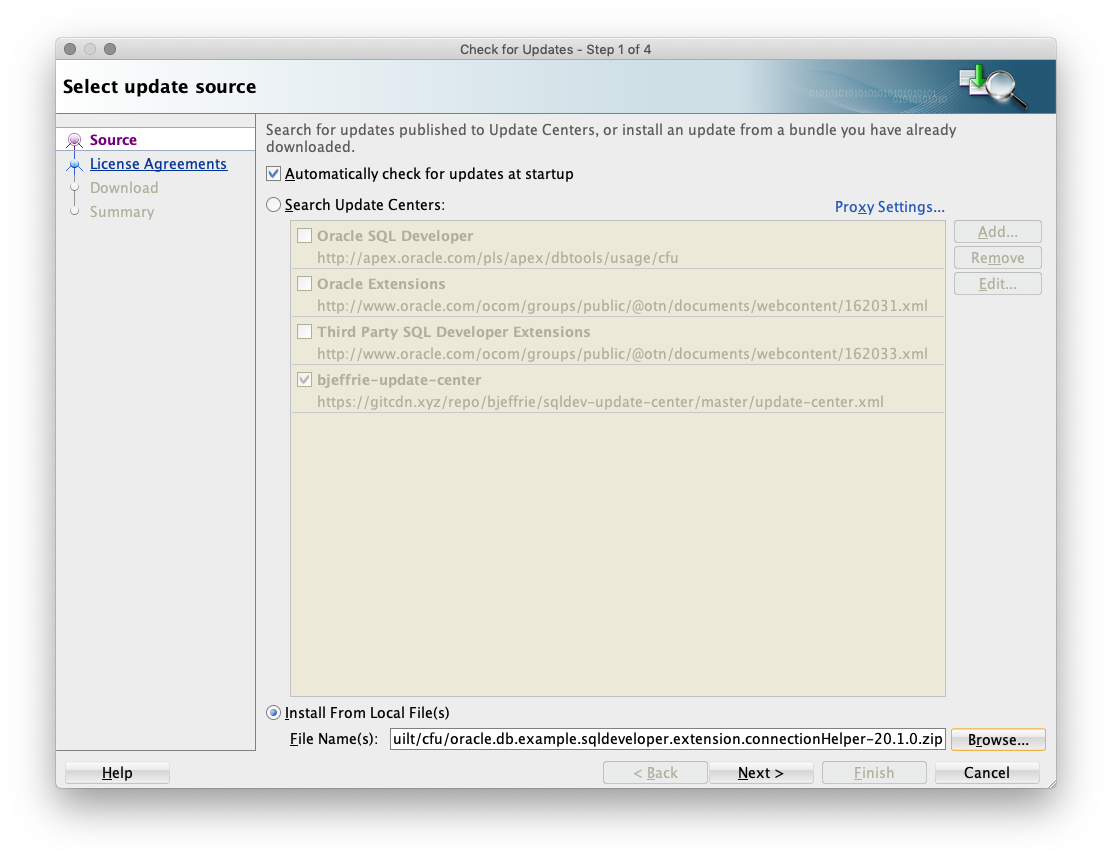 Check for Updates - Step 1 of 4
Select update source
0101010101010101010101010101
01010101010
Source
License Agreements
Download
Summary
Search for updates published to Update Centers, or install an update from a bundle you have already
downloaded.
Automatically check for updates at startup
Search Update Centers:
Proxy Settings...
Oracle SQL Developer
http://apex.oracle.com/pls/apex/dbtools/usage/cfu
Oracle Extensions
http://www.oracle.com/ocom/groups/public/@otn/documents/webcontent/162031.xml
Third Party SQL Developer Extensions
http://www.oracle.com/ocom/groups/public/@otn/documents/webcontent/162033.xml
bjeffrie-update-center
https://gitcdn.xyz/repo/bjeffrie/sqldev-update-center/master/update-center.xml
Add...
Remove
Edit...
Install From Local File(s)
File Name(s): uilt/cfu/oracle.db.example.sqldeveloper.extension.connectionHelper-20.1.0.zip Browse...
Help < Back Next > Finish Cancel